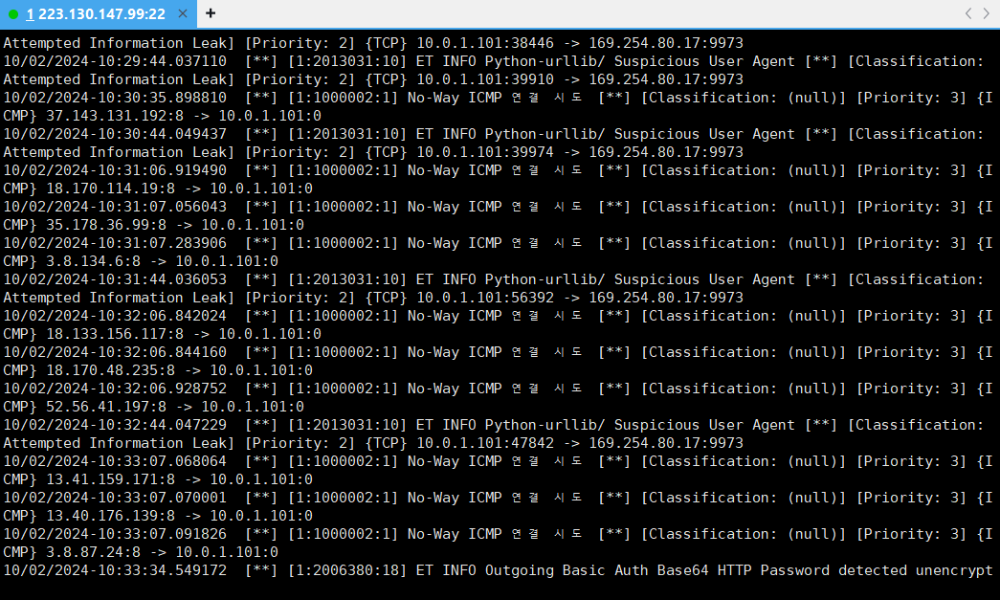 1 223.130.147.99:22 × +
Attempted Information Leak] [Priority: 2] {TCP} 10.0.1.101:38446 -> 169.254.80.17:9973
10/02/2024-10:29:44.037110  [**] [1:2013031:10] ET INFO Python-urllib/ Suspicious User Agent [**] [Classification:
Attempted Information Leak] [Priority: 2] {TCP} 10.0.1.101:39910 -> 169.254.80.17:9973
10/02/2024-10:30:35.898810  [**] [1:1000002:1] No-Way ICMP 연결 시도 [**] [Classification: (null)] [Priority: 3] {I
CMP} 37.143.131.192:8 -> 10.0.1.101:0
10/02/2024-10:30:44.049437  [**] [1:2013031:10] ET INFO Python-urllib/ Suspicious User Agent [**] [Classification:
Attempted Information Leak] [Priority: 2] {TCP} 10.0.1.101:39974 -> 169.254.80.17:9973
10/02/2024-10:31:06.919490  [**] [1:1000002:1] No-Way ICMP 연결 시도 [**] [Classification: (null)] [Priority: 3] {I
CMP} 18.170.114.19:8 -> 10.0.1.101:0
10/02/2024-10:31:07.056043  [**] [1:1000002:1] No-Way ICMP 연결 시도 [**] [Classification: (null)] [Priority: 3] {I
CMP} 35.178.36.99:8 -> 10.0.1.101:0
10/02/2024-10:31:07.283906  [**] [1:1000002:1] No-Way ICMP 연결 시도 [**] [Classification: (null)] [Priority: 3] {I
CMP} 3.8.134.6:8 -> 10.0.1.101:0
10/02/2024-10:31:44.036053  [**] [1:2013031:10] ET INFO Python-urllib/ Suspicious User Agent [**] [Classification:
Attempted Information Leak] [Priority: 2] {TCP} 10.0.1.101:56392 -> 169.254.80.17:9973
10/02/2024-10:32:06.842024  [**] [1:1000002:1] No-Way ICMP 연결 시도 [**] [Classification: (null)] [Priority: 3] {I
CMP} 18.133.156.117:8 -> 10.0.1.101:0
10/02/2024-10:32:06.844160  [**] [1:1000002:1] No-Way ICMP 연결 시도 [**] [Classification: (null)] [Priority: 3] {I
CMP} 18.170.48.235:8 -> 10.0.1.101:0
10/02/2024-10:32:06.928752  [**] [1:1000002:1] No-Way ICMP 연결 시도 [**] [Classification: (null)] [Priority: 3] {I
CMP} 52.56.41.197:8 -> 10.0.1.101:0
10/02/2024-10:32:44.047229  [**] [1:2013031:10] ET INFO Python-urllib/ Suspicious User Agent [**] [Classification:
Attempted Information Leak] [Priority: 2] {TCP} 10.0.1.101:47842 -> 169.254.80.17:9973
10/02/2024-10:33:07.068064  [**] [1:1000002:1] No-Way ICMP 연결 시도 [**] [Classification: (null)] [Priority: 3] {I
CMP} 13.41.159.171:8 -> 10.0.1.101:0
10/02/2024-10:33:07.070001  [**] [1:1000002:1] No-Way ICMP 연결 시도 [**] [Classification: (null)] [Priority: 3] {I
CMP} 13.40.176.139:8 -> 10.0.1.101:0
10/02/2024-10:33:07.091826  [**] [1:1000002:1] No-Way ICMP 연결 시도 [**] [Classification: (null)] [Priority: 3] {I
CMP} 3.8.87.24:8 -> 10.0.1.101:0
10/02/2024-10:33:34.549172  [**] [1:2006380:18] ET INFO Outgoing Basic Auth Base64 HTTP Password detected unencrypt